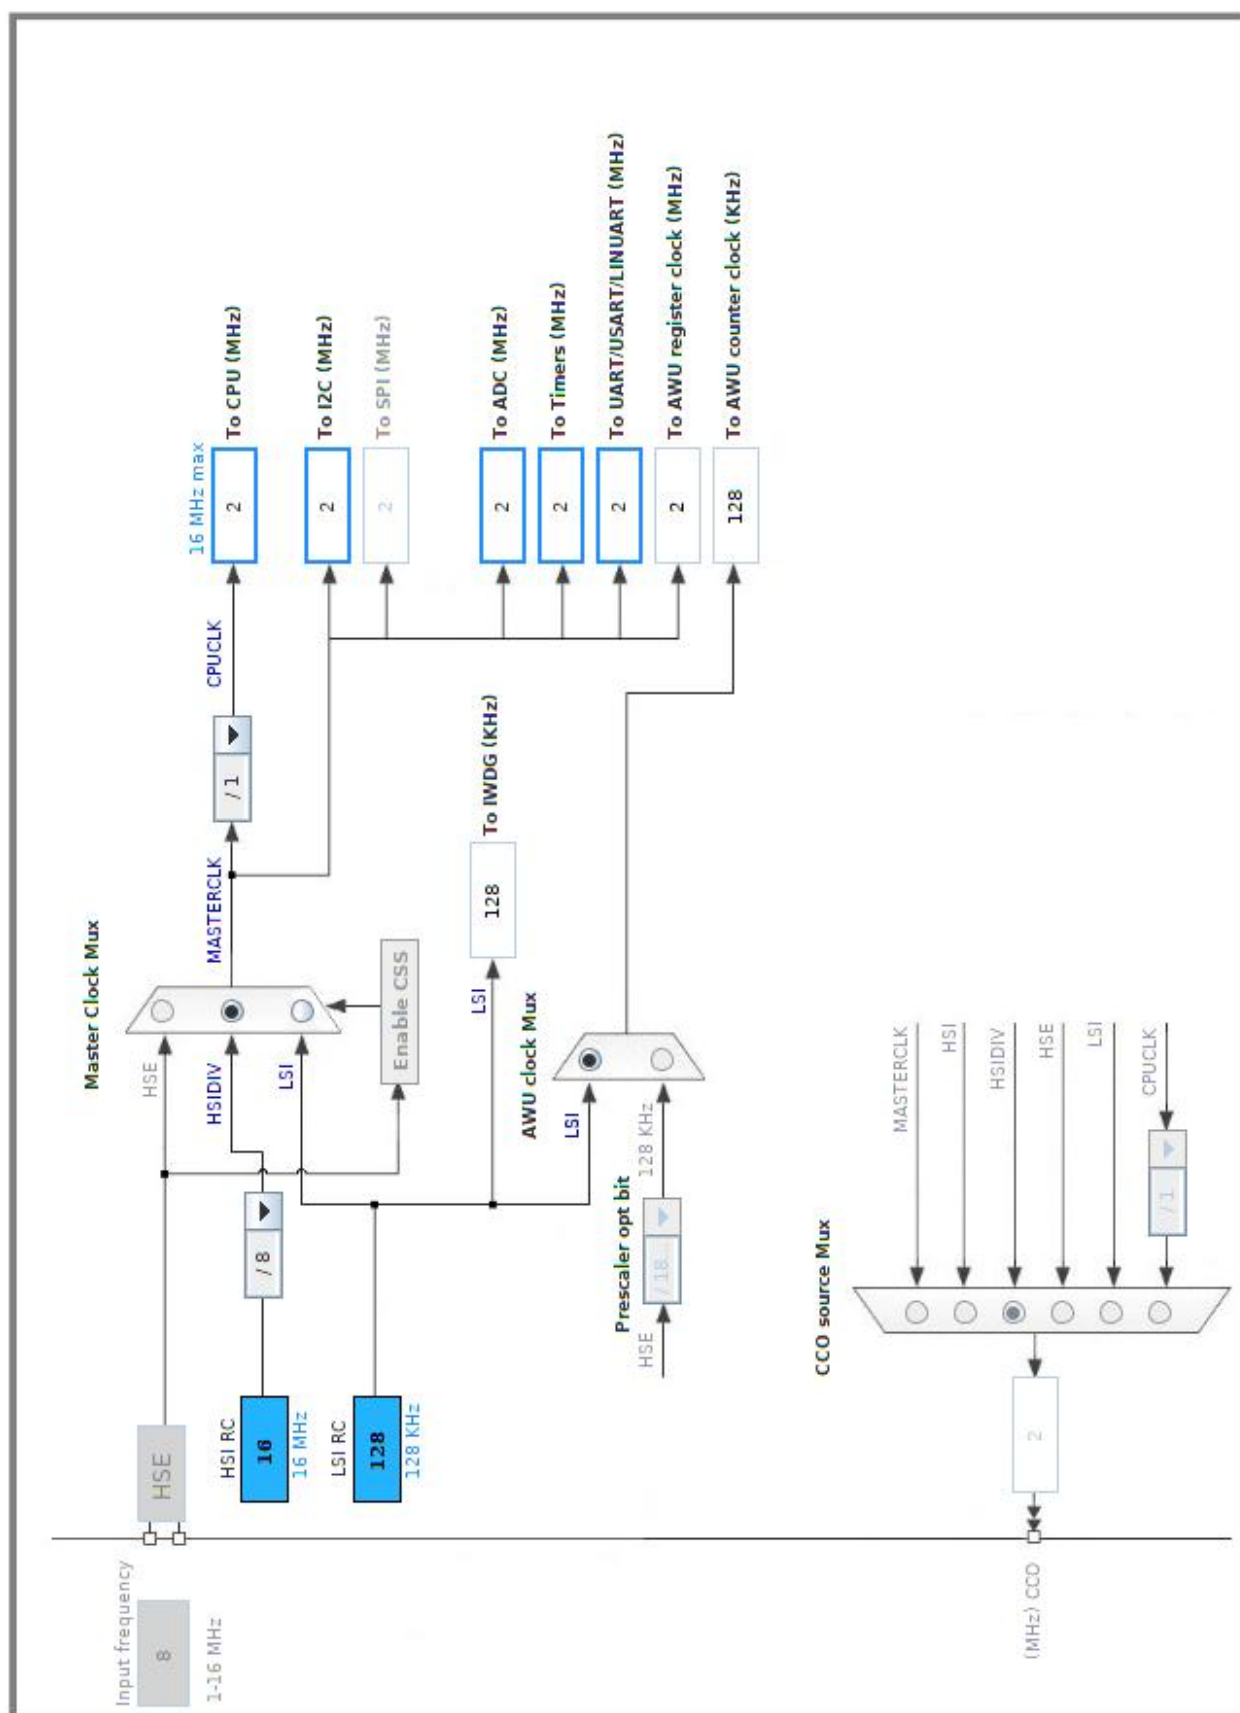 Input frequency
8
1-16 MHz
HSE
HSI RC
16
16 MHz
LSI RC
128
128 KHz
/ 8
HSE
HSIDIV
LSI
Master Clock Mux
Enable CSS
MASTERCLK
/ 1
CPUCLK
16 MHz max
2
To CPU (MHz)
2
To I2C (MHz)
2
To SPI (MHz)
2
To ADC (MHz)
2
To Timers (MHz)
2
To UART/USART/LINUART (MHz)
2
To AWU register clock (MHz)
128
To AWU counter clock (KHz)
LSI
128
To IWDG (KHz)
AWU clock Mux
LSI
Prescaler opt bit
HSE
/ 18...
128 KHz
CCO source Mux
MASTERCLK
HSI
HSIDIV
HSE
LSI
CPUCLK
/ 1
2
(MHz) CCO